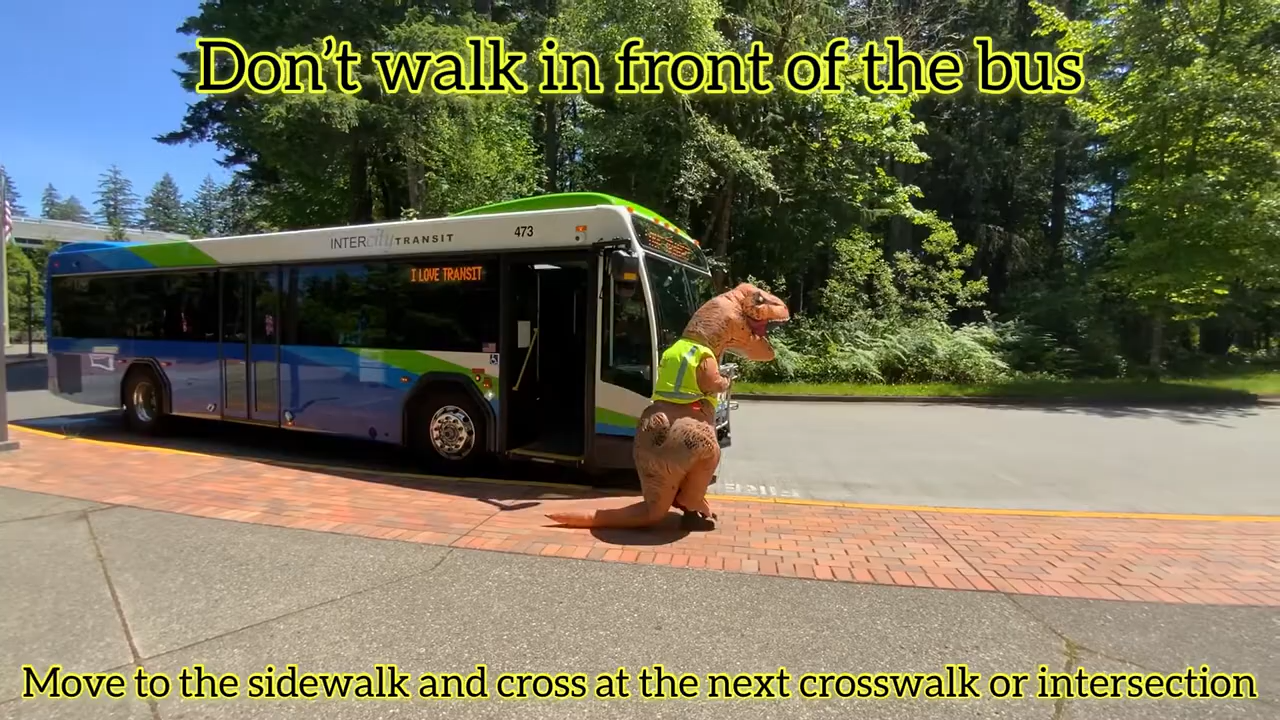 Don't walk in front of the bus
INTERcity TRANSIT 473
I LOVE TRANSIT
Move to the sidewalk and cross at the next crosswalk or intersection